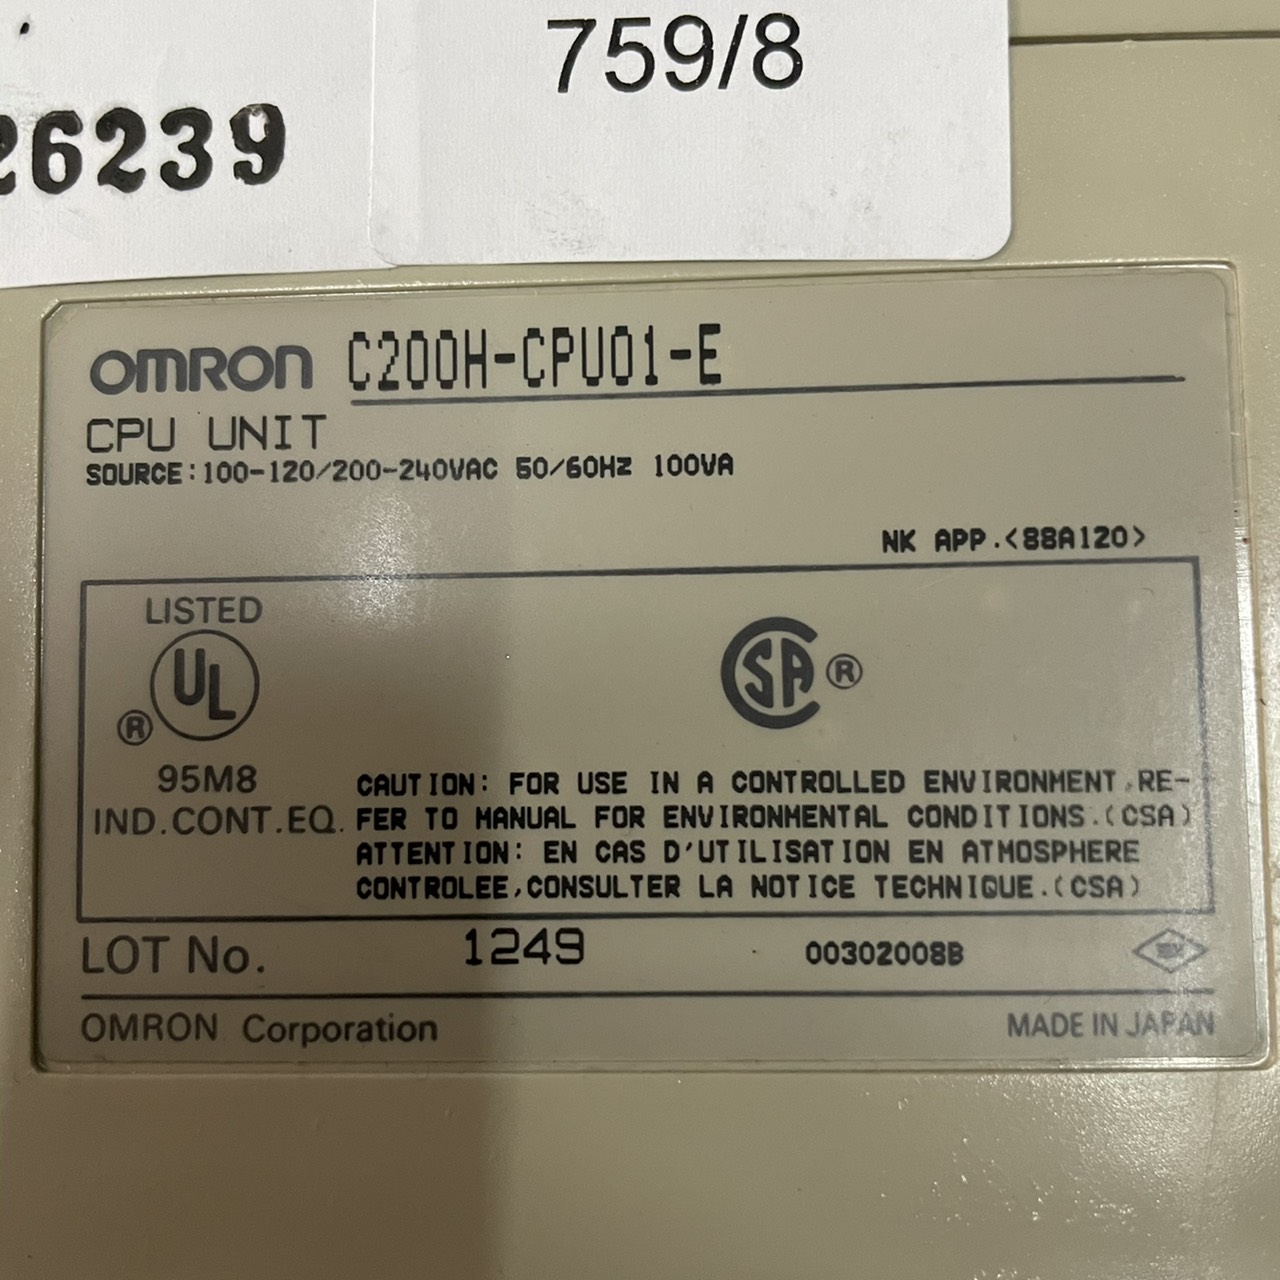 759/8
26239
OMRON C200H-CPU01-E
CPU UNIT
SOURCE:100-120/200-240VAC 50/60HZ 100VA
NK APP.<88A120>
LISTED
UL
®
SA ®
95M8
IND.CONT.EQ.
CAUTION: FOR USE IN A CONTROLLED ENVIRONMENT,RE-
FER TO MANUAL FOR ENVIRONMENTAL CONDITIONS.(CSA)
ATTENTION: EN CAS D'UTILISATION EN ATMOSPHERE
CONTROLEE,CONSULTER LA NOTICE TECHNIQUE.(CSA)
LOT No. 1249 00302008B
OMRON Corporation MADE IN JAPAN